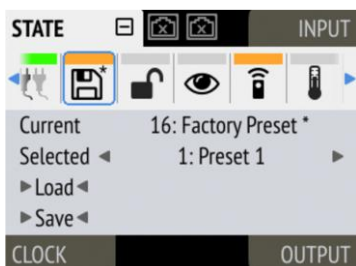 STATE INPUT
*
Current 16: Factory Preset *
Selected 1: Preset 1
Load
Save
CLOCK OUTPUT